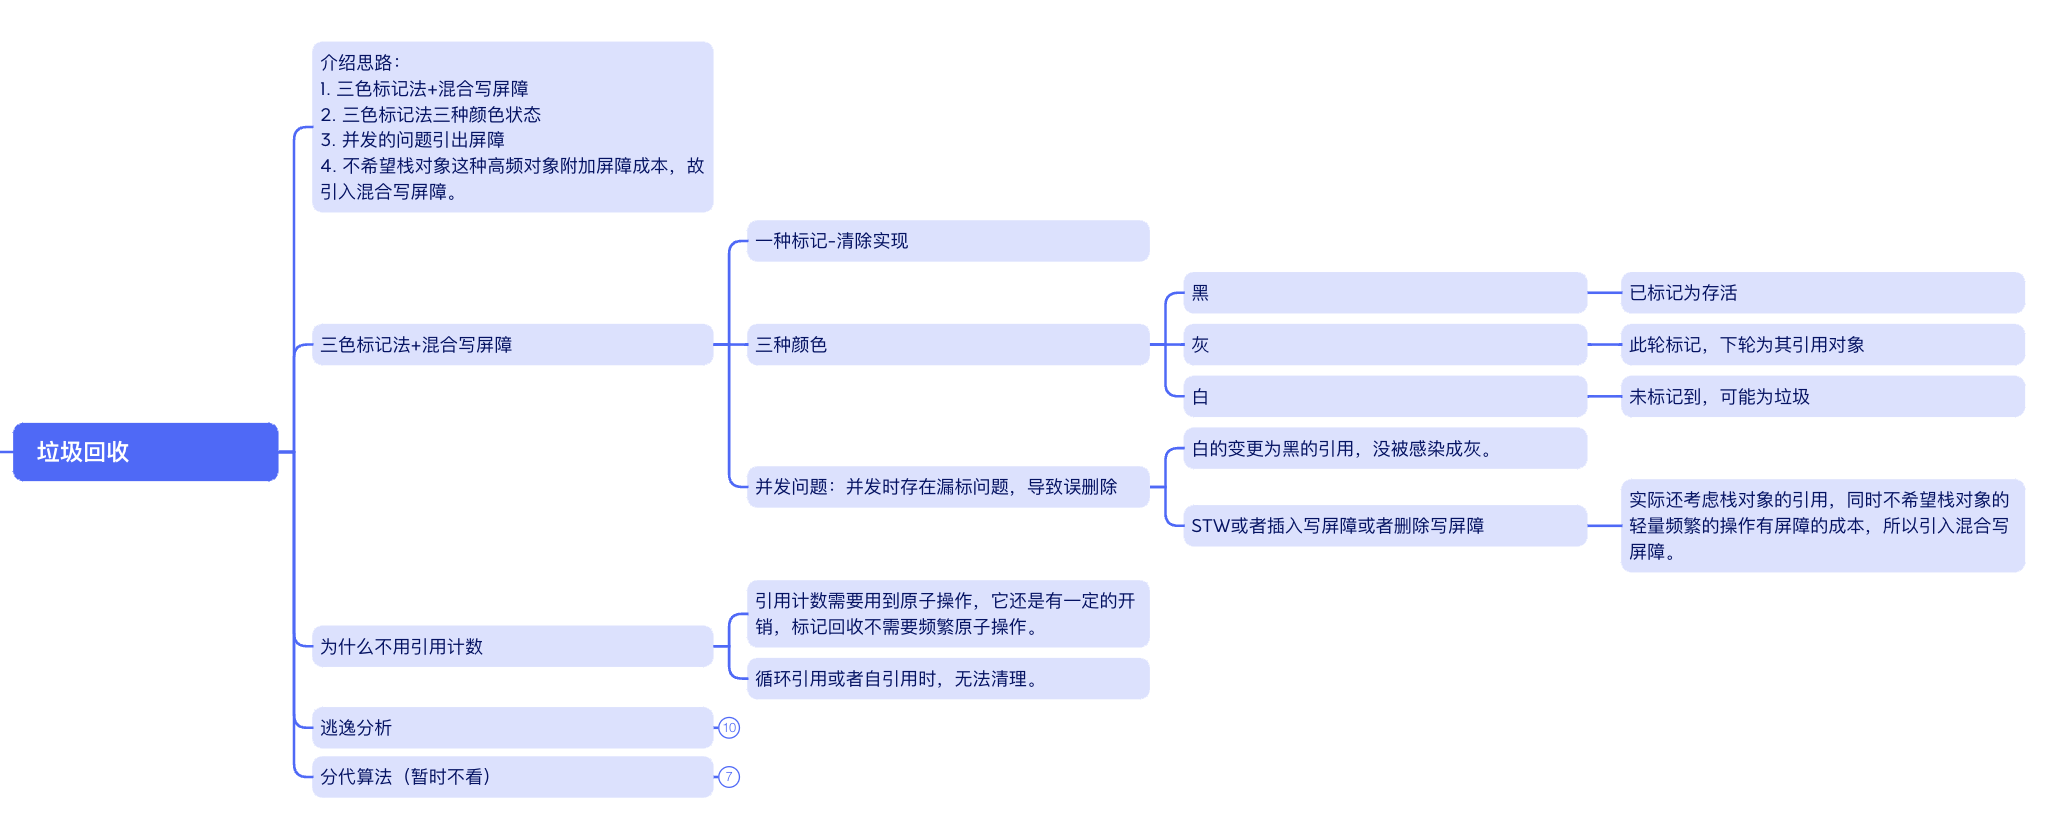 垃圾回收
介绍思路：
1. 三色标记法+混合写屏障
2. 三色标记法三种颜色状态
3. 并发的问题引出屏障
4. 不希望栈对象这种高频对象附加屏障成本，故
引入混合写屏障。
三色标记法+混合写屏障
一种标记-清除实现
三种颜色
黑
已标记为存活
灰
此轮标记，下轮为其引用对象
白
未标记到，可能为垃圾
并发问题：并发时存在漏标问题，导致误删除
白的变更为黑的引用，没被感染成灰。
STW或者插入写屏障或者删除写屏障
实际还考虑栈对象的引用，同时不希望栈对象的
轻量频繁的操作有屏障的成本，所以引入混合写
屏障。
为什么不用引用计数
引用计数需要用到原子操作，它还是有一定的开
销，标记回收不需要频繁原子操作。
循环引用或者自引用时，无法清理。
逃逸分析
10
分代算法（暂时不看）
7